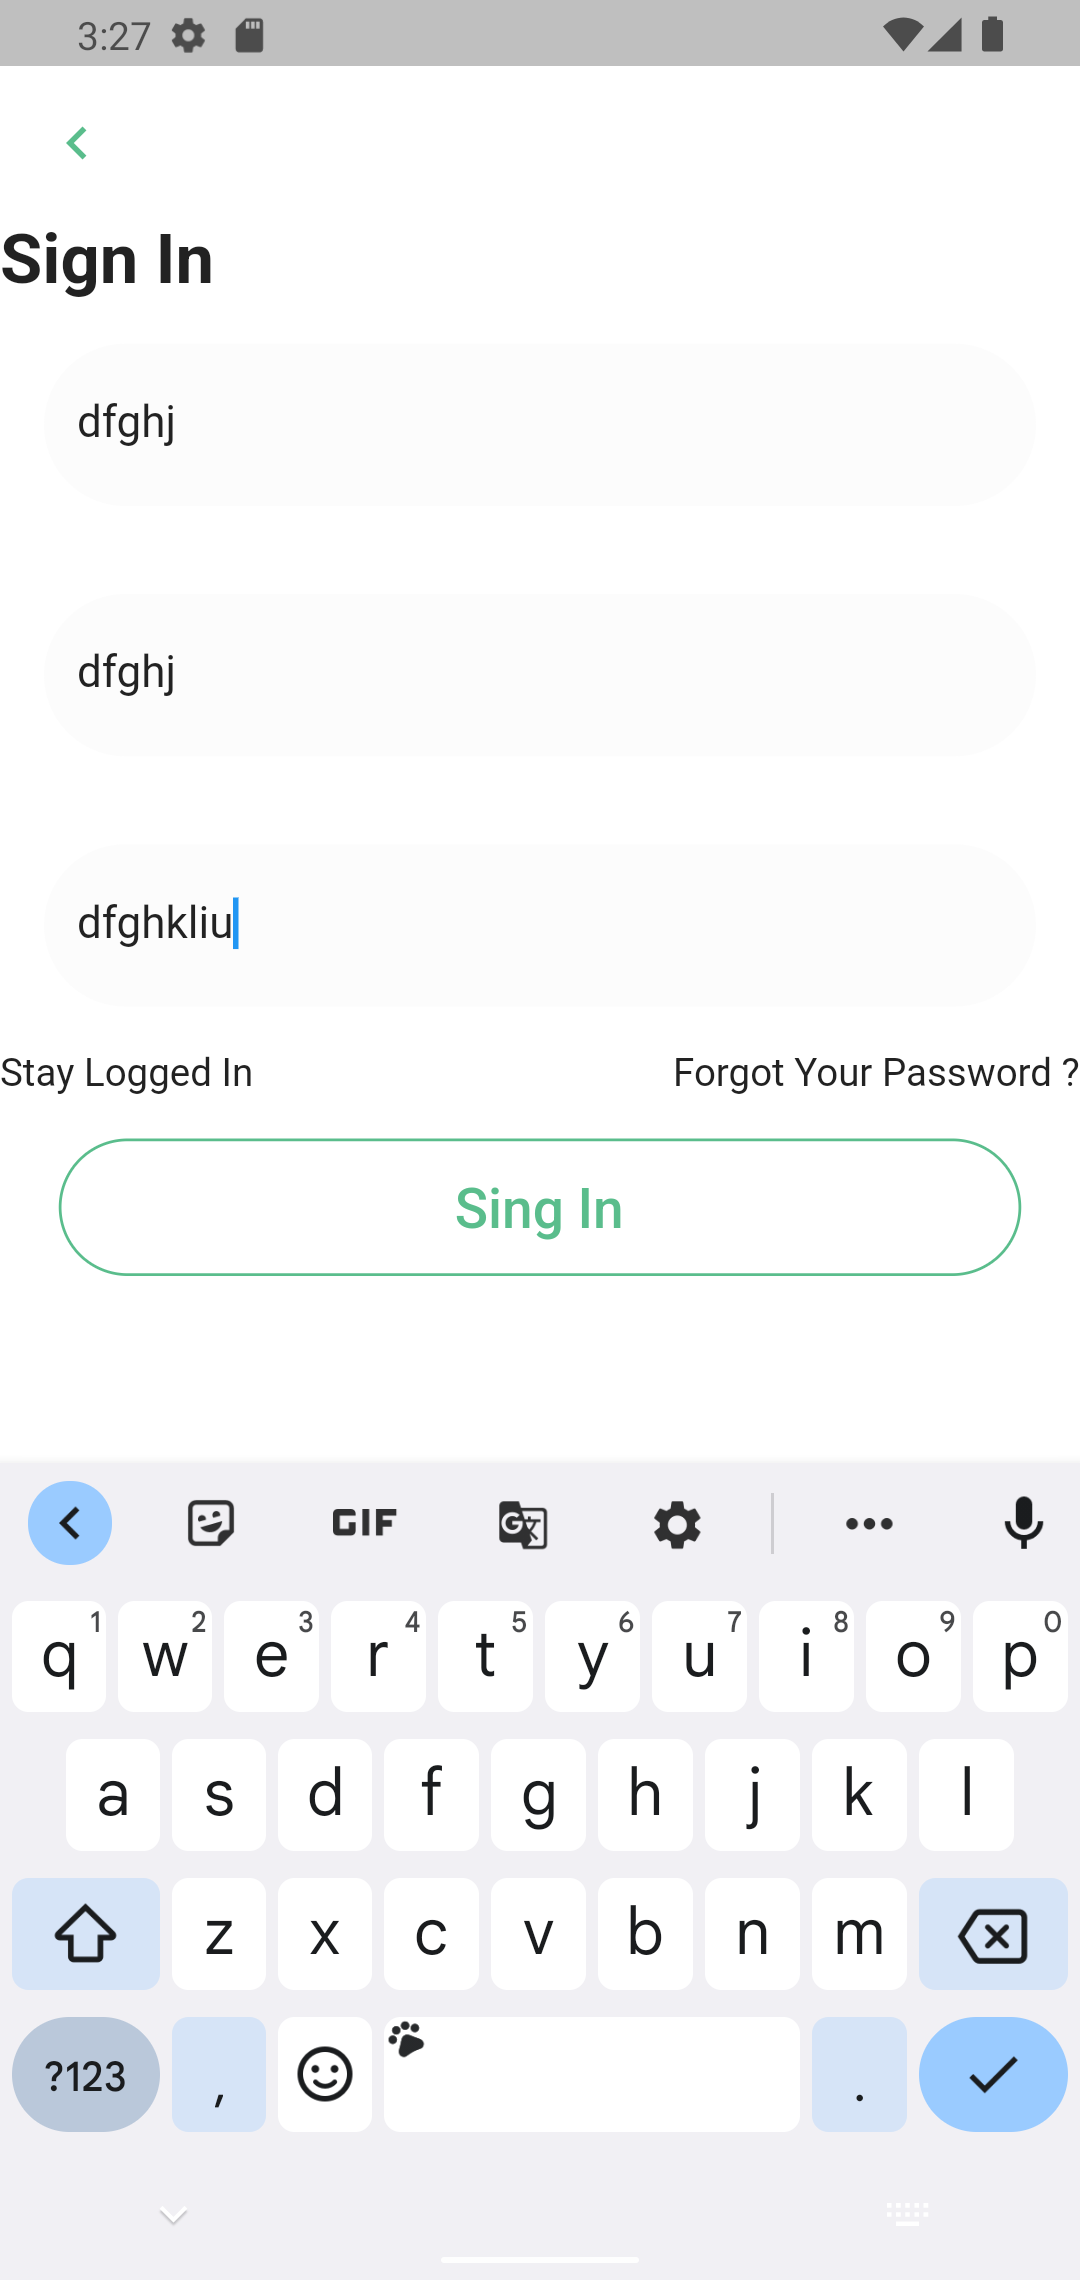 3:27
Sign In
dfghj
dfghj
dfghkliu
Stay Logged In Forgot Your Password ?
Sing In
GIF
q1 w2 e3 r4 t5 y6 u7 i8 o9 p0
a s d f g h j k l
z x c v b n m
?123 , .